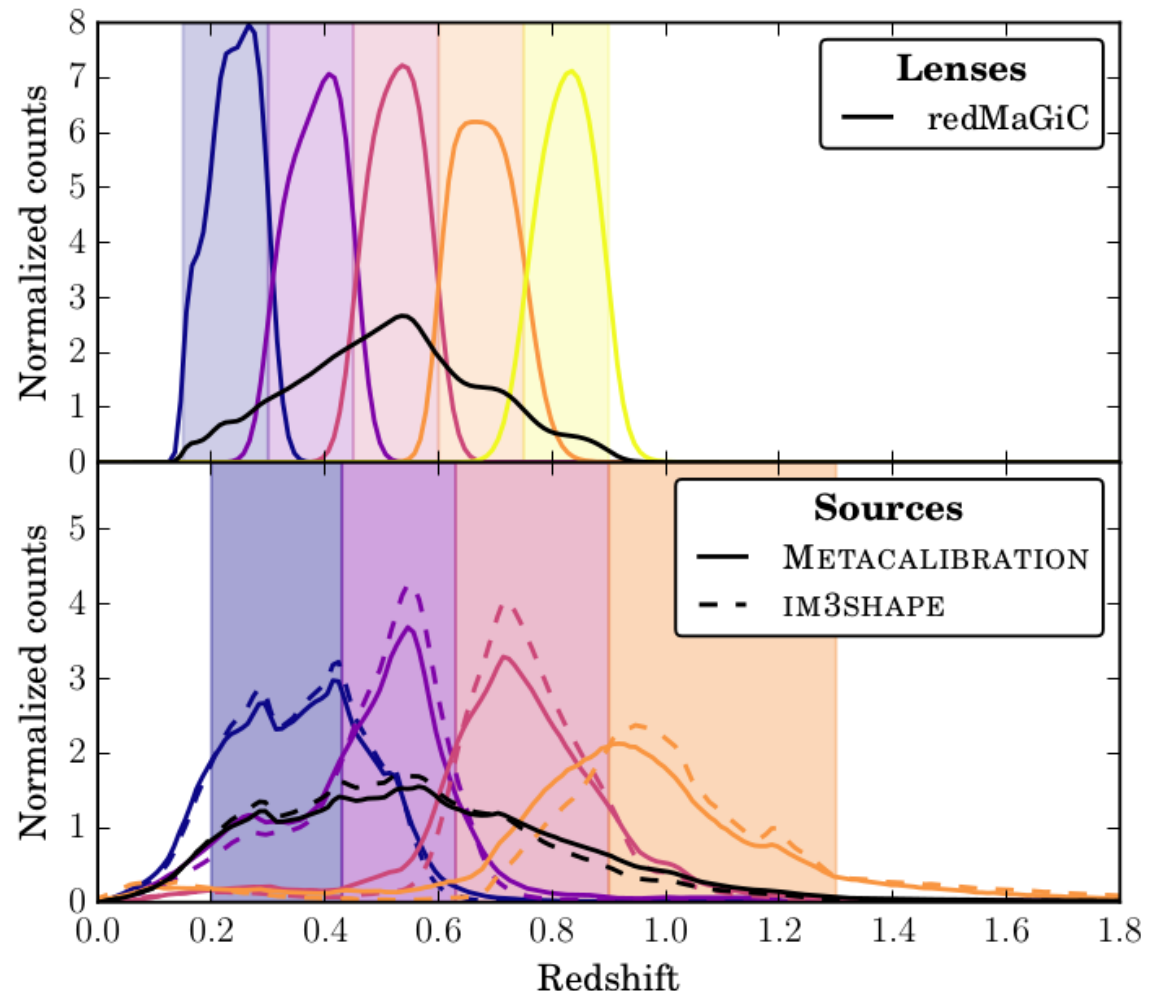 8
7
6
5
4
3
2
1
0
Normalized counts
Lenses
redMaGiC
5
4
3
2
1
0
Normalized counts
Sources
METACALIBRATION
IM3SHAPE
0.0 0.2 0.4 0.6 0.8 1.0 1.2 1.4 1.6 1.8
Redshift